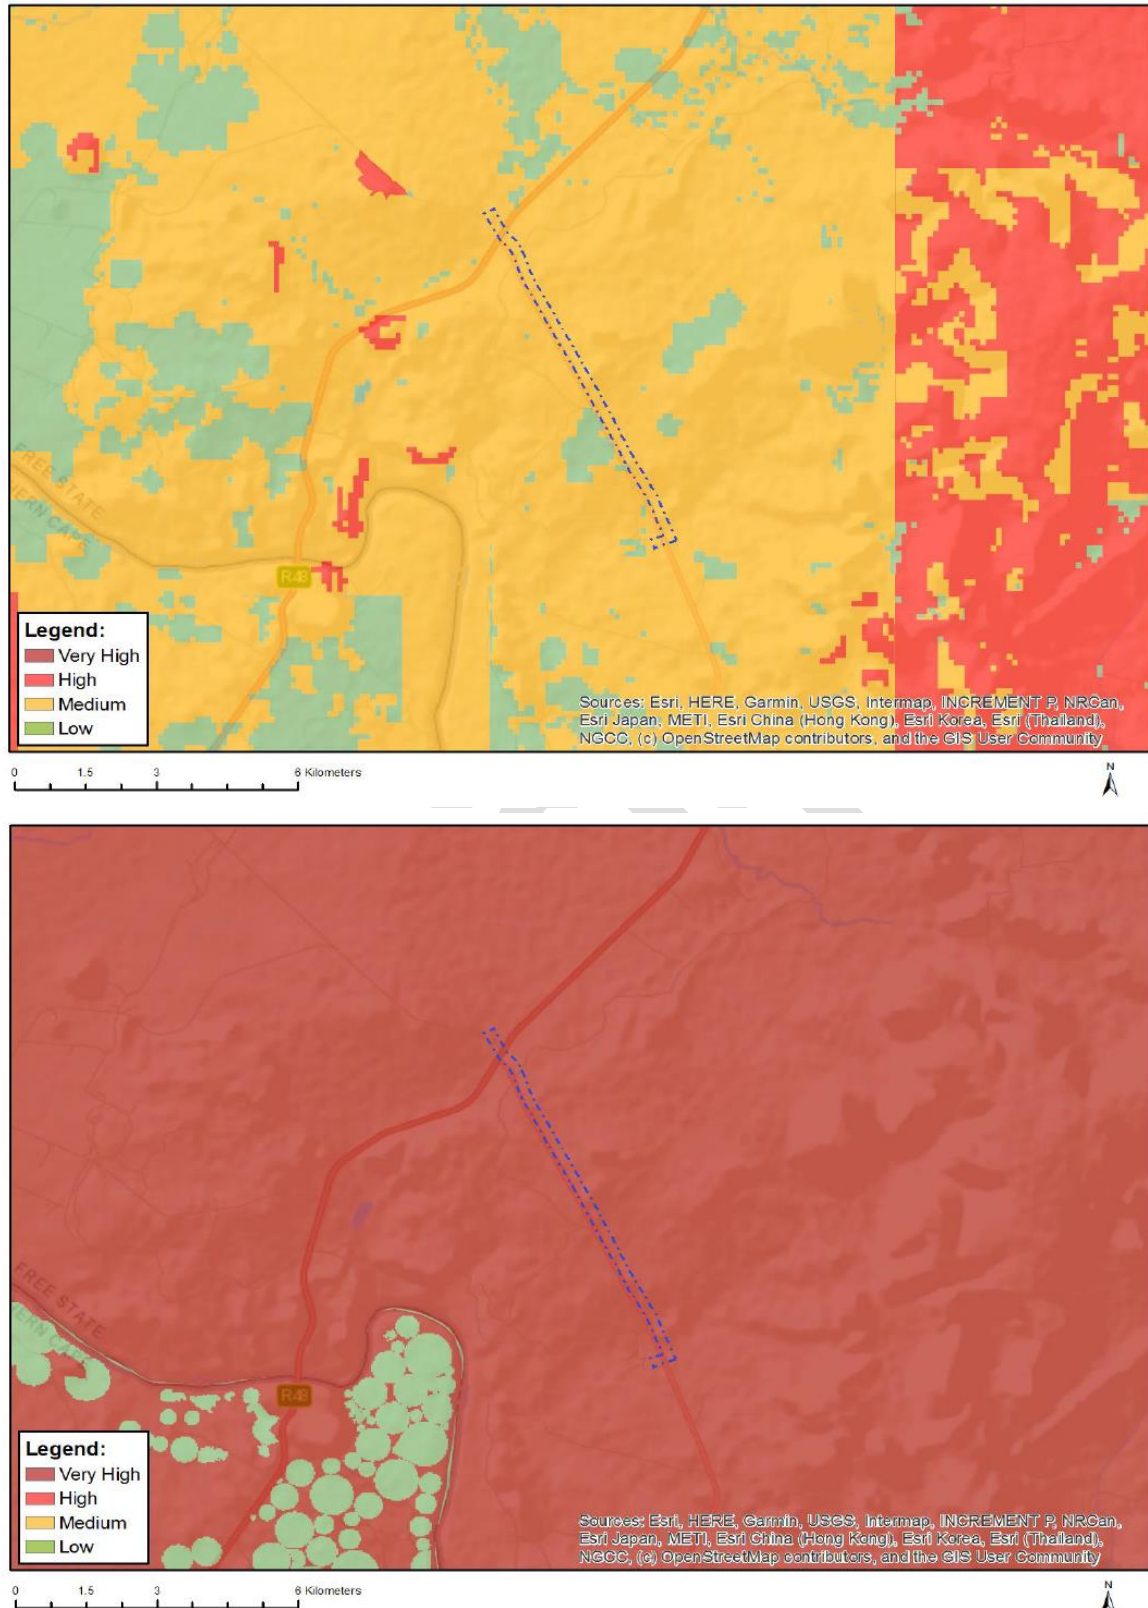 FREE STATE
HERN CAPE
R48
Legend:
Very High
High
Medium
Low
Sources: Esri, HERE, Garmin, USGS, Intermap, INCREMENT P, NRCan,
Esri Japan, METI, Esri China (Hong Kong), Esri Korea, Esri (Thailand),
NGCC, (c) OpenStreetMap contributors, and the GIS User Community
0 1.5 3 6 Kilometers
N
FREE STATE
HERN CAPE
R48
Legend:
Very High
High
Medium
Low
Sources: Esri, HERE, Garmin, USGS, Intermap, INCREMENT P, NRCan,
Esri Japan, METI, Esri China (Hong Kong), Esri Korea, Esri (Thailand),
NGCC, (c) OpenStreetMap contributors, and the GIS User Community
0 1.5 3 6 Kilometers
N